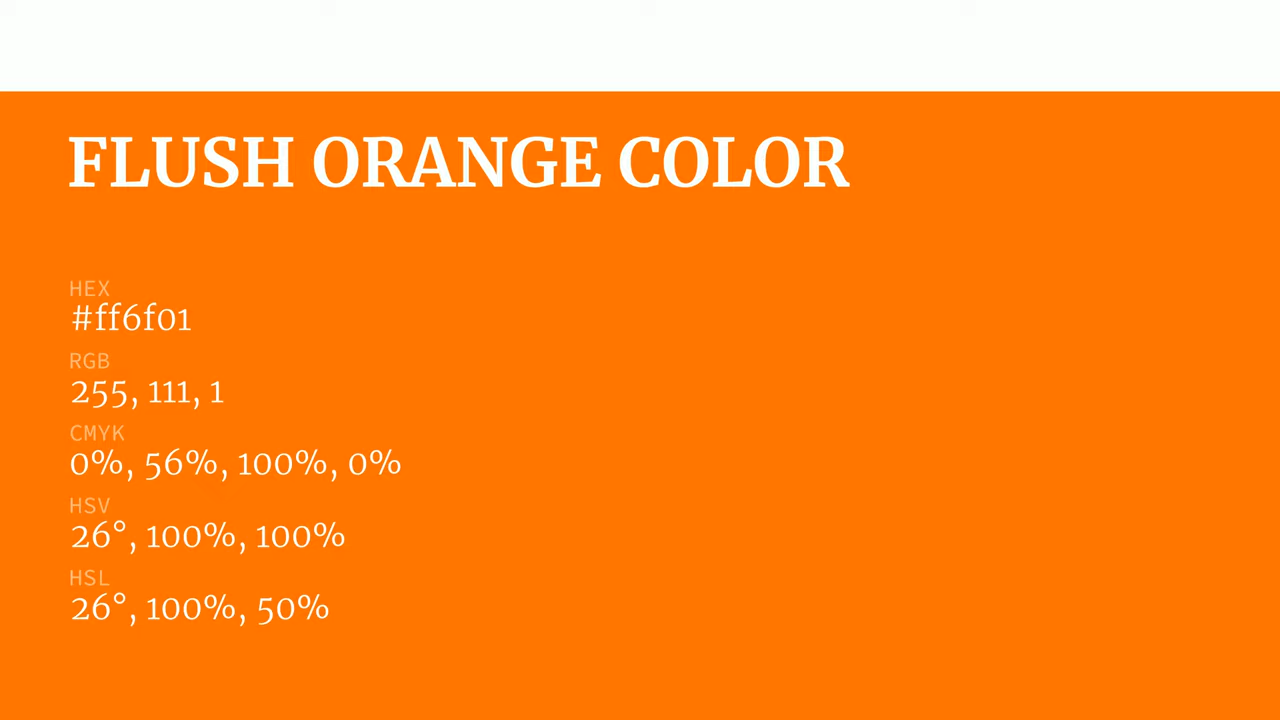 FLUSH ORANGE COLOR
HEX
#ff6f01
RGB
255, 111, 1
CMYK
0%, 56%, 100%, 0%
HSV
26°, 100%, 100%
HSL
26°, 100%, 50%